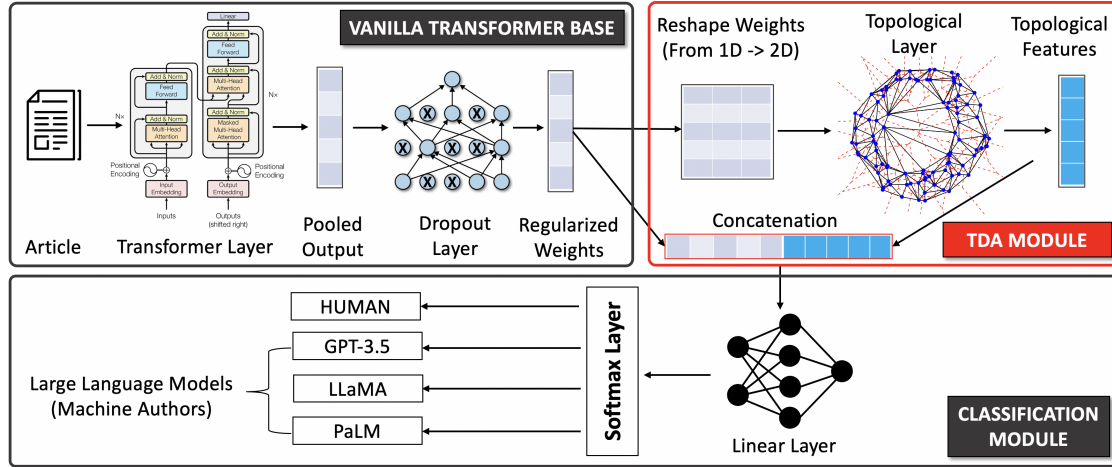 VANILLA TRANSFORMER BASE
Linear
Add & Norm
Feed
Forward
Add & Norm
Multi-Head
Attention
Add & Norm
Feed
Forward
Add & Norm
Multi-Head
Attention
Add & Norm
Masked
Multi-Head
Attention
N×
N×
Positional
Encoding
Positional
Encoding
Input
Embedding
Output
Embedding
Inputs
Outputs
(shifted right)
X X
X X
X X
Article
Transformer Layer
Pooled
Output
Dropout
Layer
Regularized
Weights
Reshape Weights
(From 1D -> 2D)
Topological
Layer
Topological
Features
Concatenation
TDA MODULE
HUMAN
GPT-3.5
LLaMA
PaLM
Large Language Models
(Machine Authors)
Softmax Layer
Linear Layer
CLASSIFICATION
MODULE